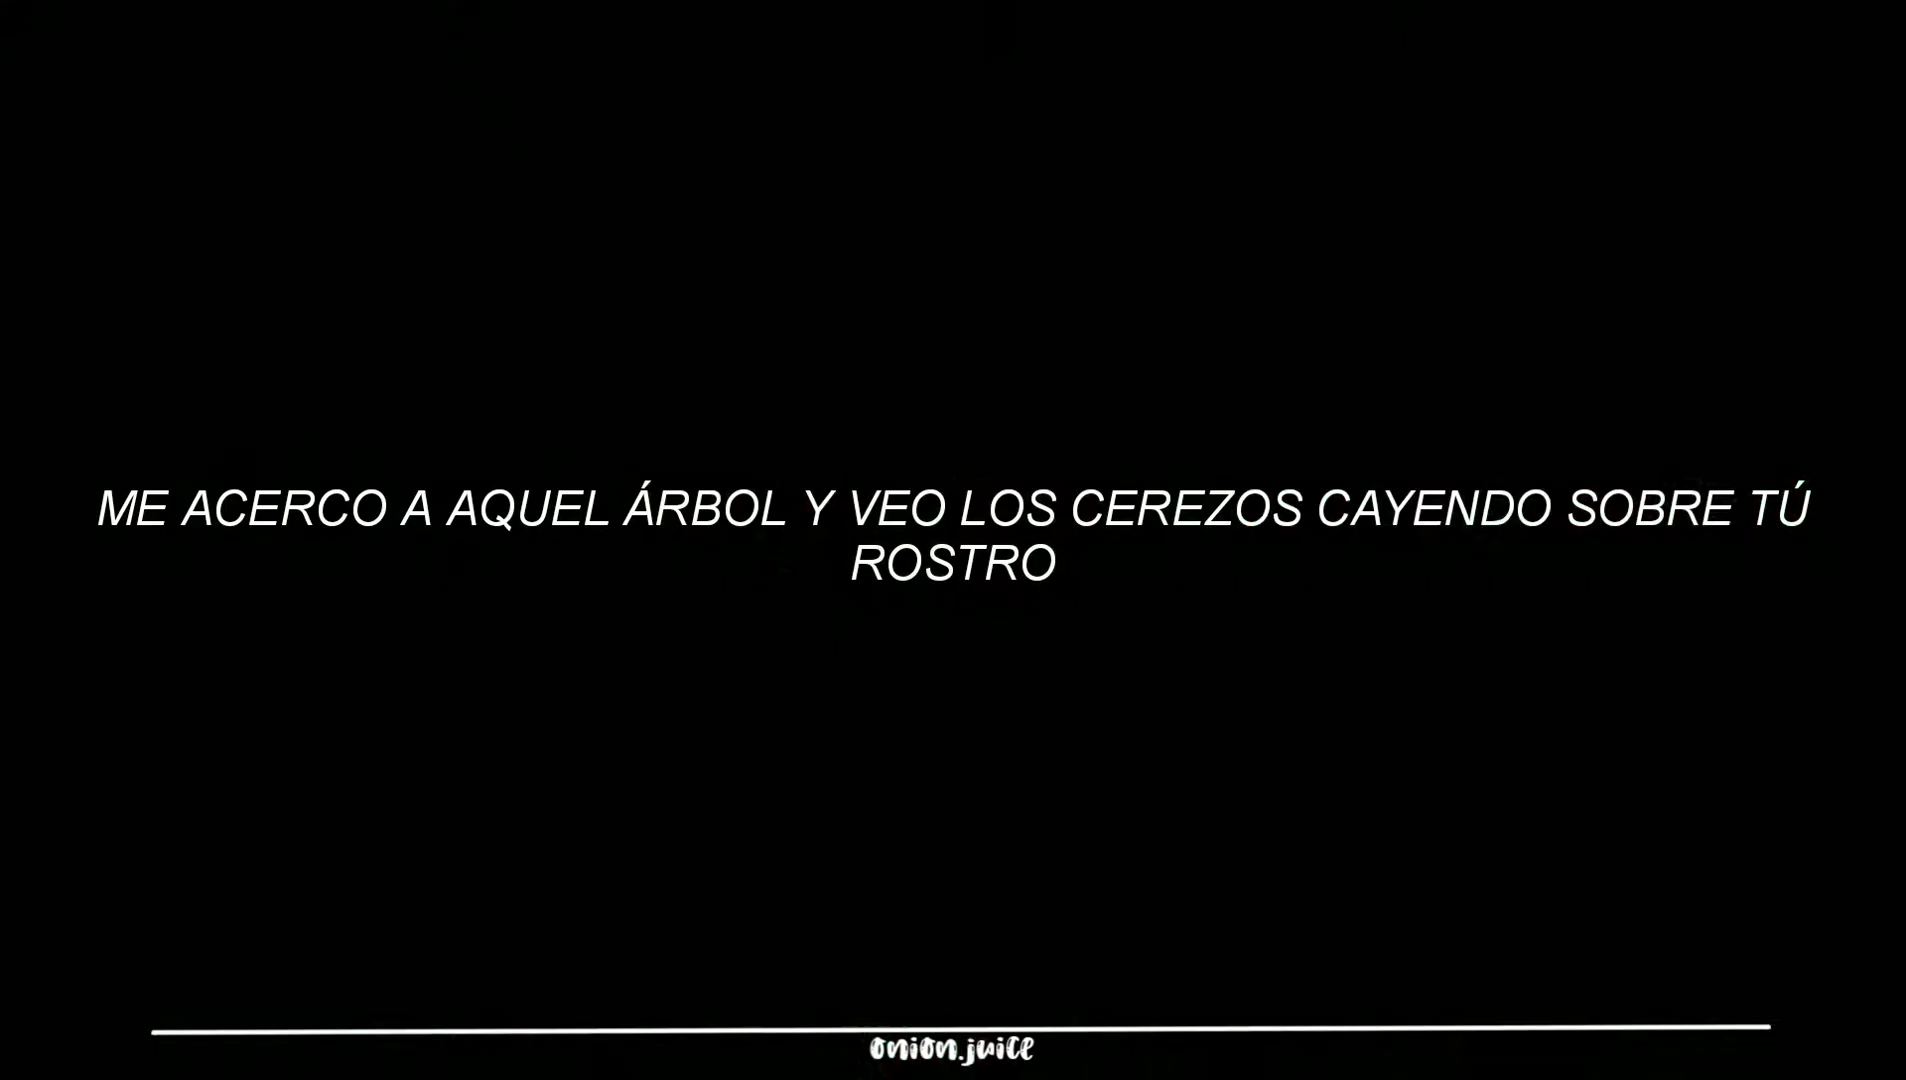 ME ACERCO A AQUEL ÁRBOL Y VEO LOS CEREZOS CAYENDO SOBRE TÚ
ROSTRO
onion.juice